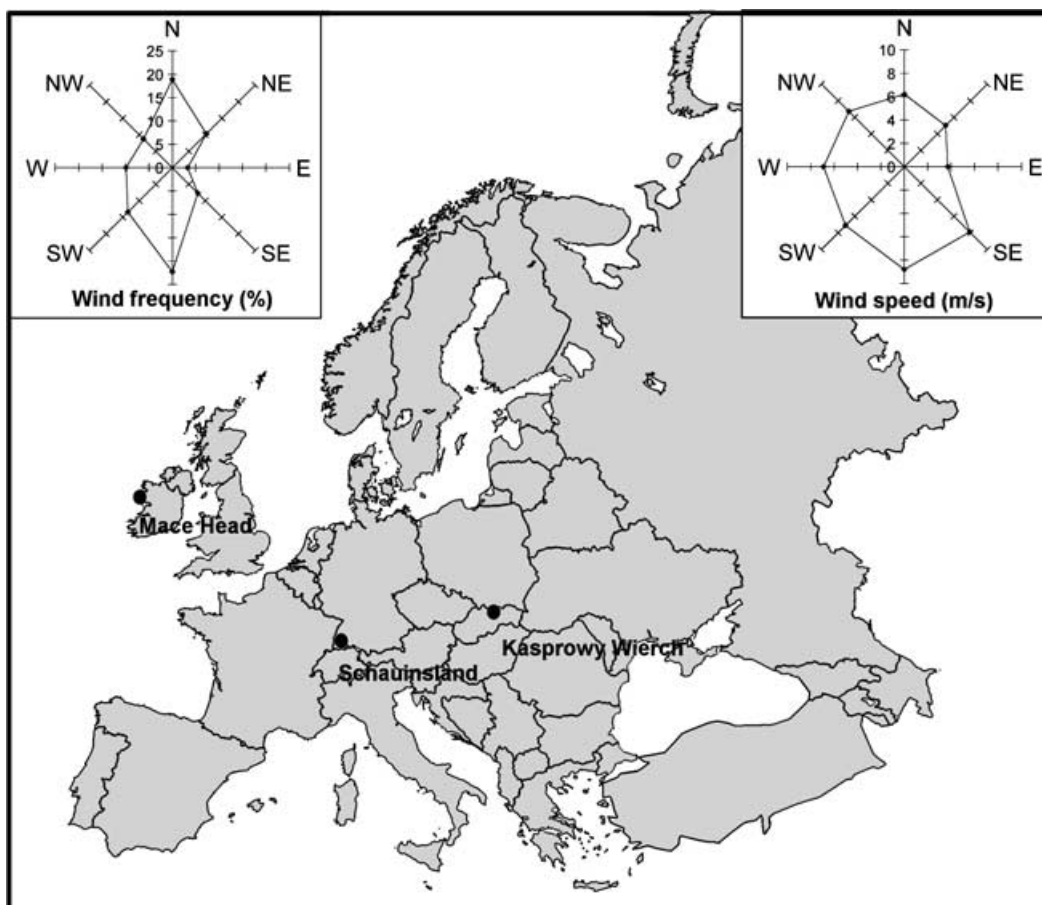 N
25
20
15
10
5
0
NW
NE
W
E
SW
SE
Wind frequency (%)
N
10
8
6
4
2
0
NW
NE
W
E
SW
SE
Wind speed (m/s)
Mace Head
Kasprowy Wierch
Schauinsland